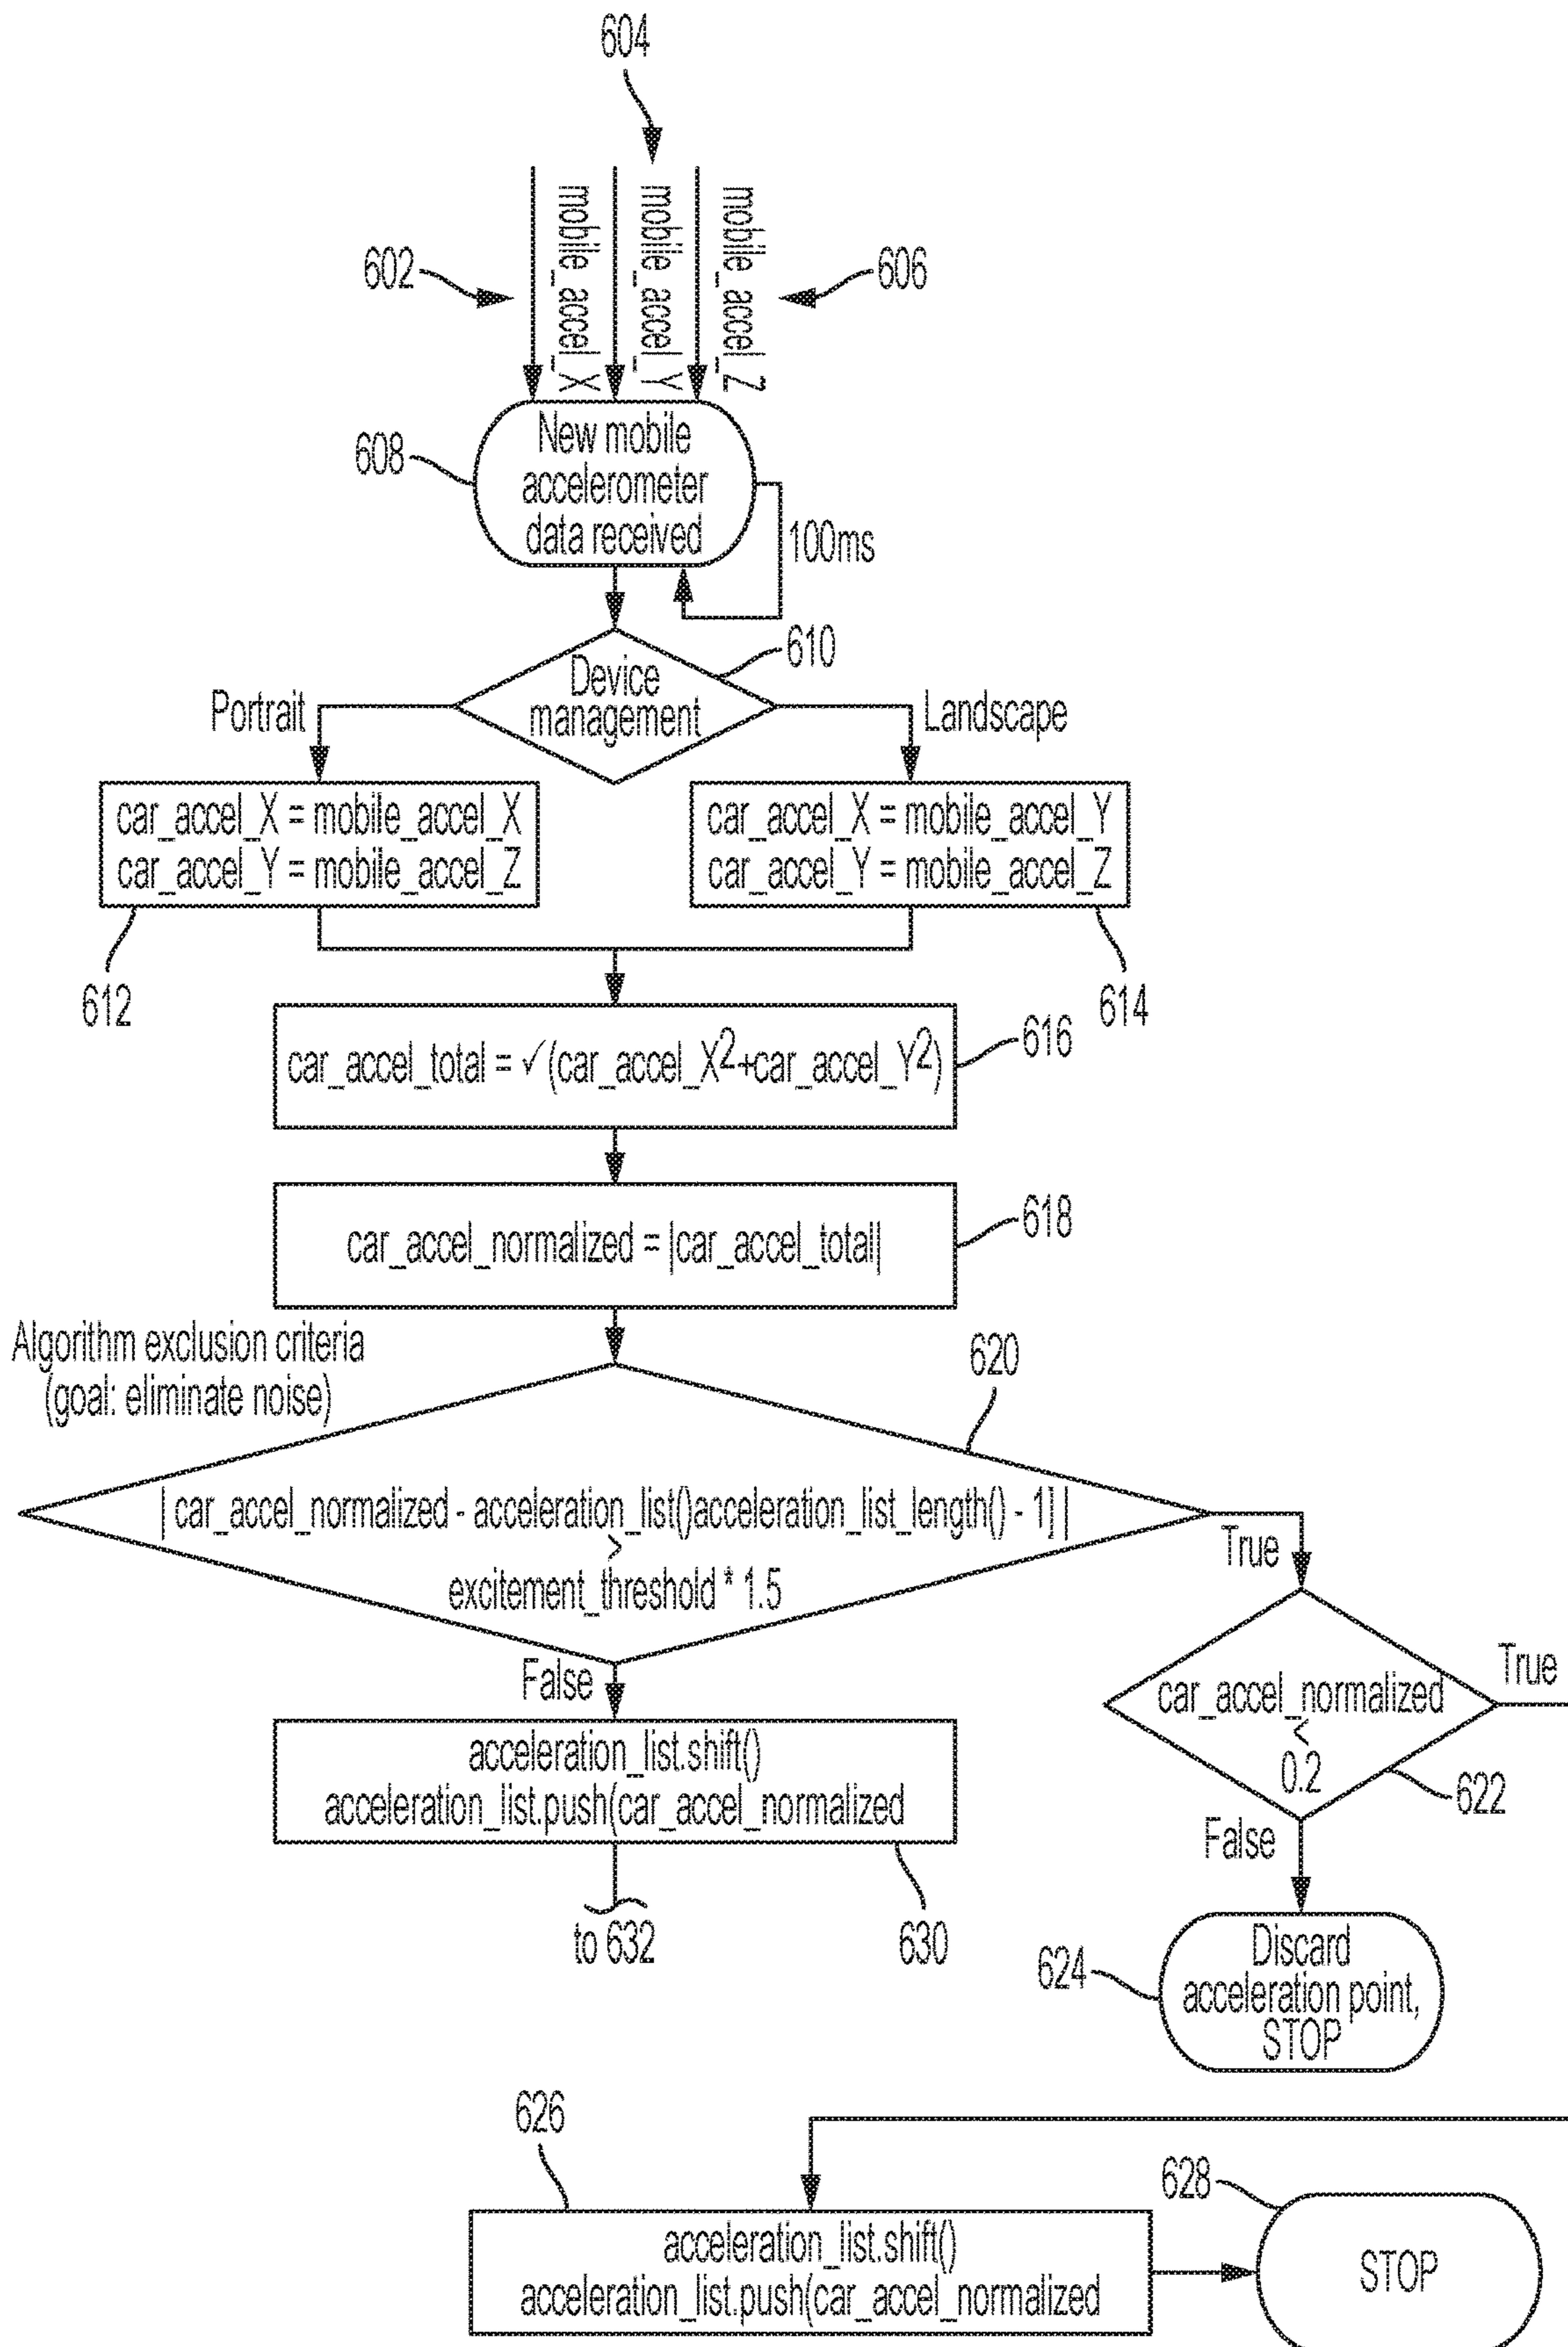 604
mobile_accel_X
mobile_accel_Y
mobile_accel_Z
602
606
608
New mobile
accelerometer
data received
100ms
610
Device
management
Portrait
Landscape
car_accel_X = mobile_accel_X
car_accel_Y = mobile_accel_Z
car_accel_X = mobile_accel_Y
car_accel_Y = mobile_accel_Z
612
614
car_accel_total = ✓(car_accel_X²+car_accel_Y²)
616
car_accel_normalized = |car_accel_total|
618
Algorithm exclusion criteria
(goal: eliminate noise)
620
| car_accel_normalized - acceleration_list()acceleration_list_length() - 1] |
>
excitement_threshold * 1.5
True
False
car_accel_normalized
<
0.2
True
622
False
acceleration_list.shift()
acceleration_list.push(car_accel_normalized
to 632
630
624
Discard
acceleration point,
STOP
626
628
acceleration_list.shift()
acceleration_list.push(car_accel_normalized
STOP